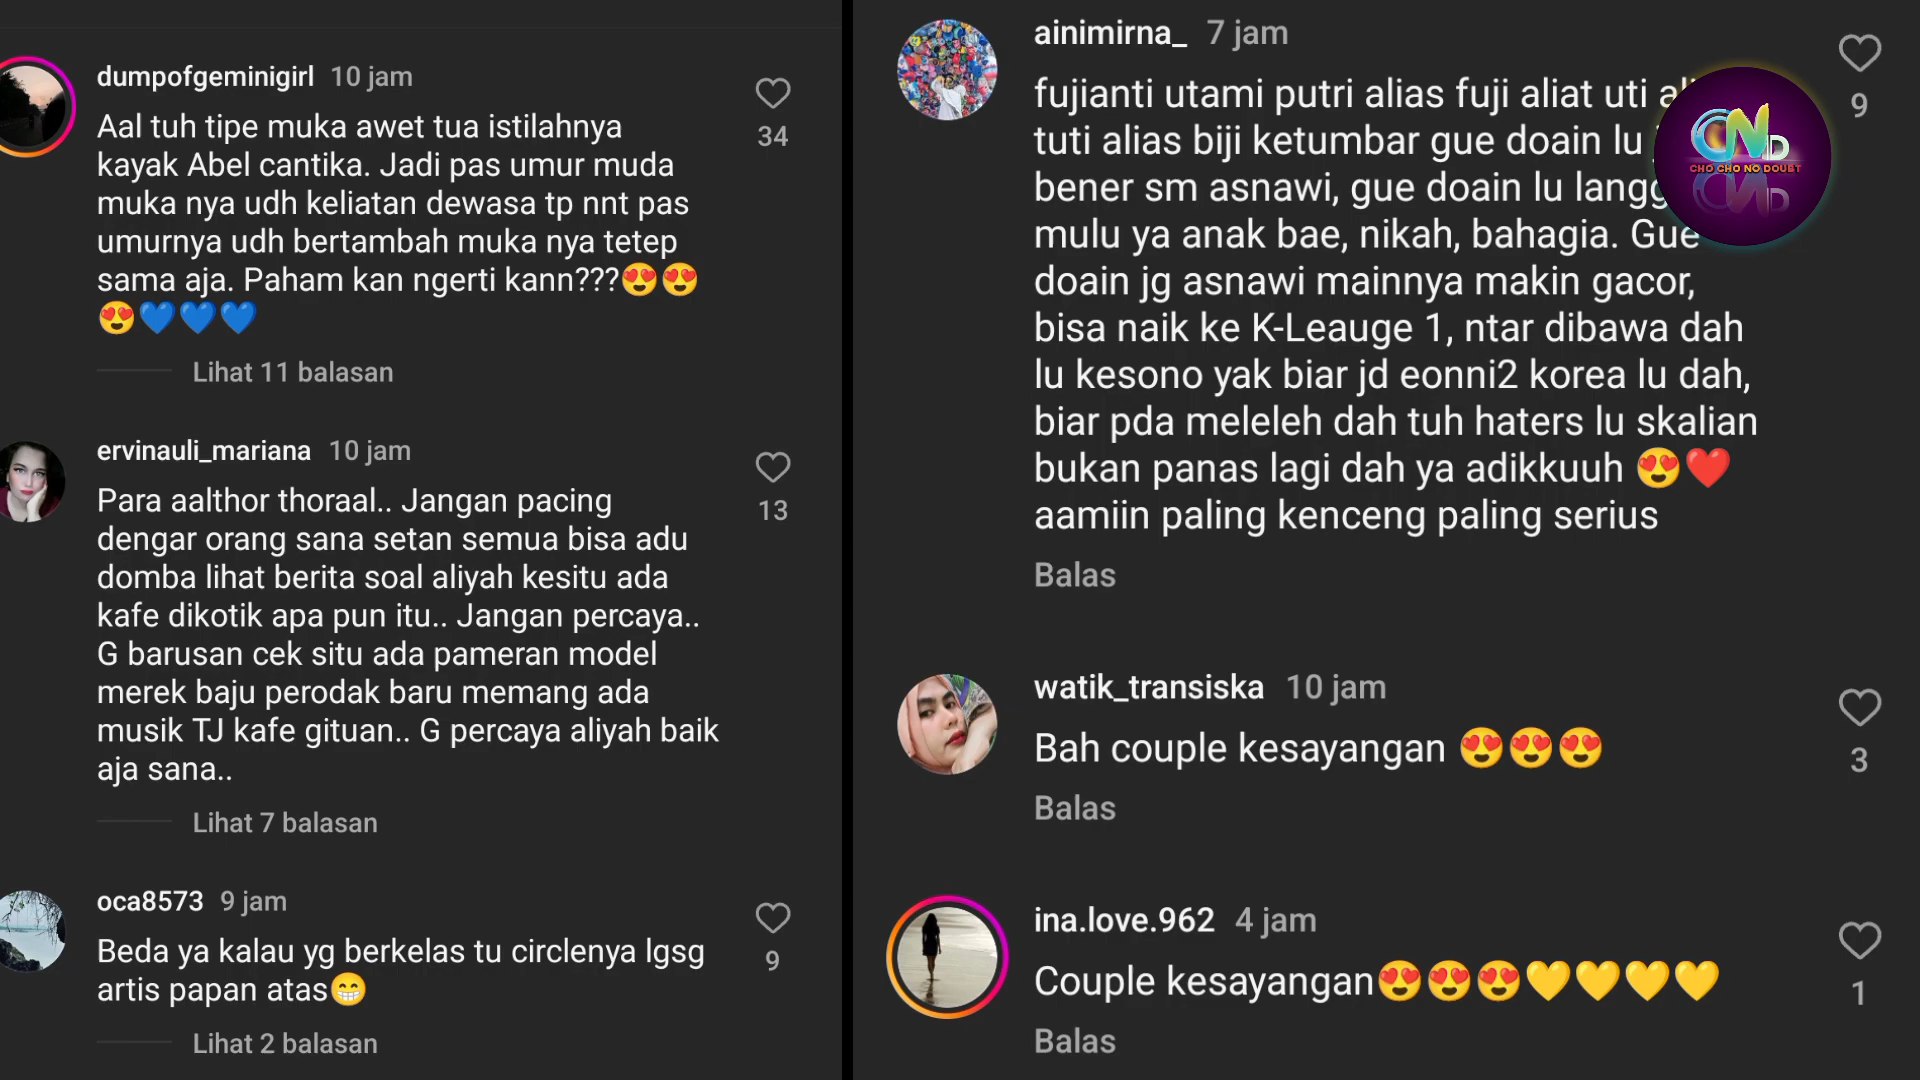 dumpofgeminigirl 10 jam
Aal tuh tipe muka awet tua istilahnya
kayak Abel cantika. Jadi pas umur muda
muka nya udh keliatan dewasa tp nnt pas
umurnya udh bertambah muka nya tetep
sama aja. Paham kan ngerti kann???😍😍
😍💙💙💙
34
Lihat 11 balasan
ervinauli_mariana 10 jam
Para aalthor thoraal.. Jangan pacing
dengar orang sana setan semua bisa adu
domba lihat berita soal aliyah kesitu ada
kafe dikotik apa pun itu.. Jangan percaya..
G barusan cek situ ada pameran model
merek baju perodak baru memang ada
musik TJ kafe gituan.. G percaya aliyah baik
aja sana..
13
Lihat 7 balasan
oca8573 9 jam
Beda ya kalau yg berkelas tu circlenya lgsg
artis papan atas😁
9
Lihat 2 balasan
ainimirna_ 7 jam
fujianti utami putri alias fuji aliat uti
tuti alias biji ketumbar gue doain lu
bener sm asnawi, gue doain lu
mulu ya anak bae, nikah, bahagia. Gue
doain jg asnawi mainnya makin gacor,
bisa naik ke K-Leauge 1, ntar dibawa dah
lu kesono yak biar jd eonni2 korea lu dah,
biar pda meleleh dah tuh haters lu skalian
bukan panas lagi dah ya adikkuuh 😍❤️
aamiin paling kenceng paling serius
9
Balas
CND
CHO CHO NO DOUBT
watik_transiska 10 jam
Bah couple kesayangan 😍😍😍
3
Balas
ina.love.962 4 jam
Couple kesayangan😍😍😍💛💛💛💛
1
Balas